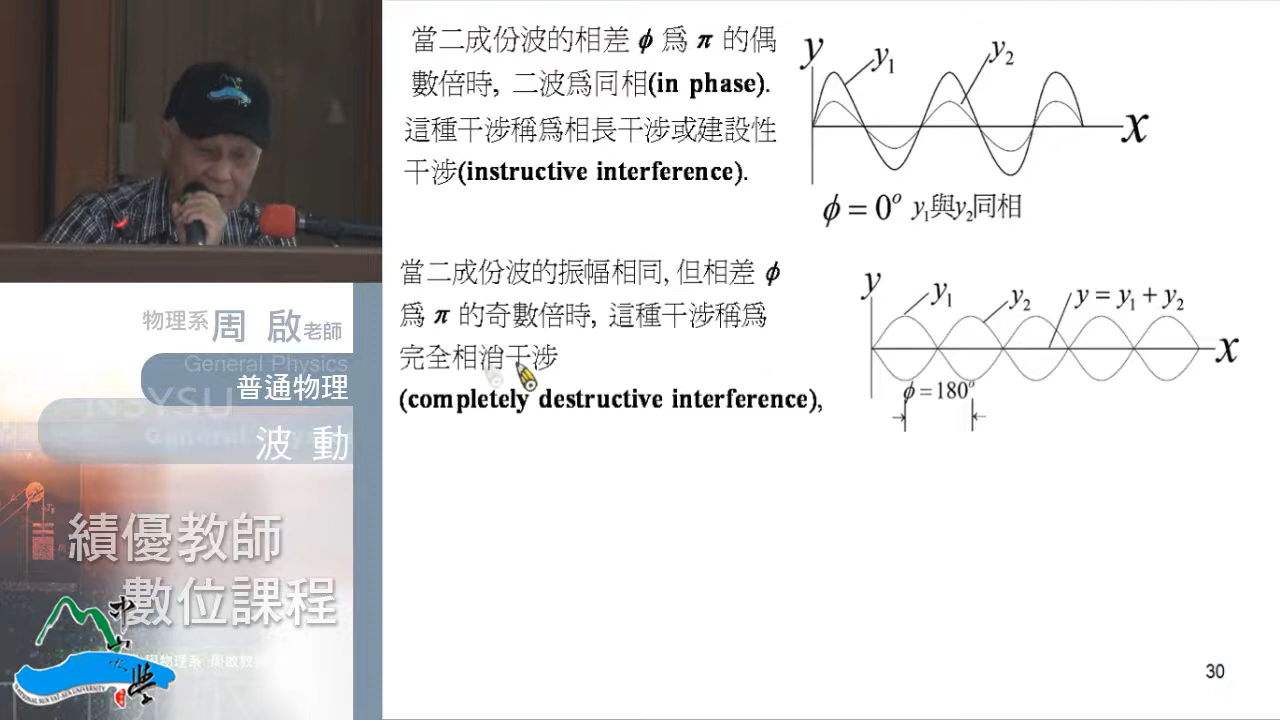 當二成份波的相差 ϕ 爲 π 的偶
數倍時, 二波爲同相(in phase).
這種干涉稱爲相長干涉或建設性
干涉(instructive interference).
y
y₁
y₂
x
ϕ = 0° y₁與y₂同相
當二成份波的振幅相同, 但相差 ϕ
爲 π 的奇數倍時, 這種干涉稱爲
完全相消干涉
(completely destructive interference),
y
y₁
y₂
y = y₁ + y₂
x
ϕ = 180°
物理系 周 啟 老師
General Physics
普通物理
NSYSU
波 動
績優教師
數位課程
30